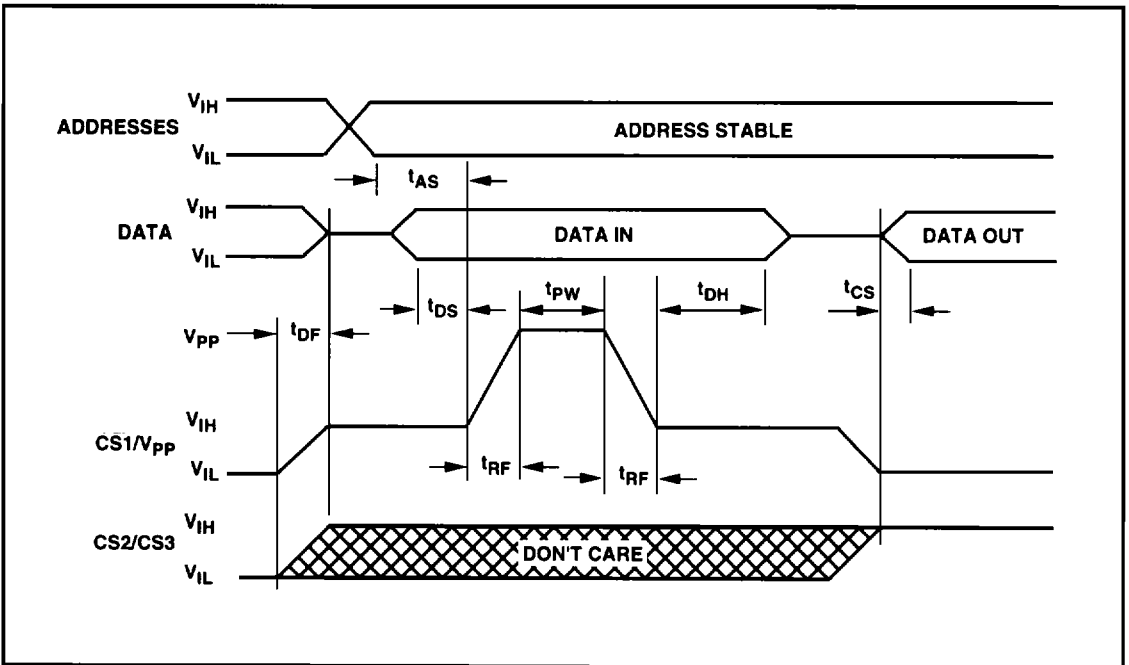 VIH
ADDRESSES
ADDRESS STABLE
VIL
tAS
VIH
DATA
DATA IN
DATA OUT
VIL
tDS
tPW
tDH
tCS
VPP
tDF
VIH
CS1/VPP
VIL
tRF
tRF
VIH
CS2/CS3
DON'T CARE
VIL